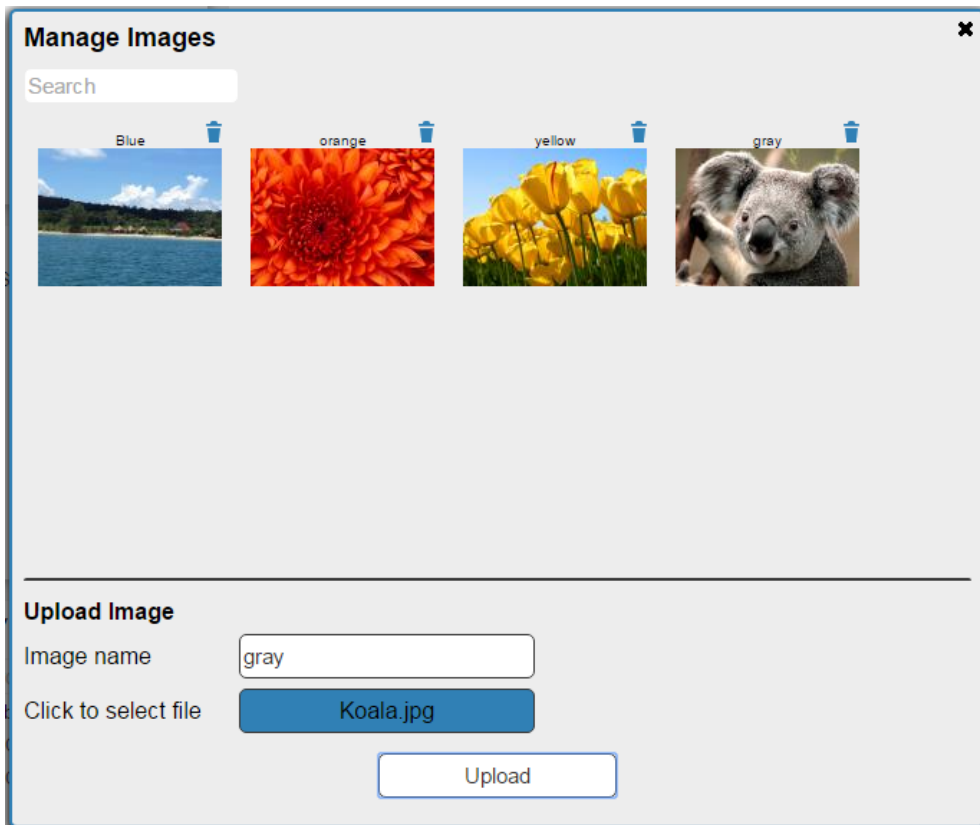 Manage Images
Search
Blue orange yellow gray
Upload Image
Image name gray
Click to select file Koala.jpg
Upload